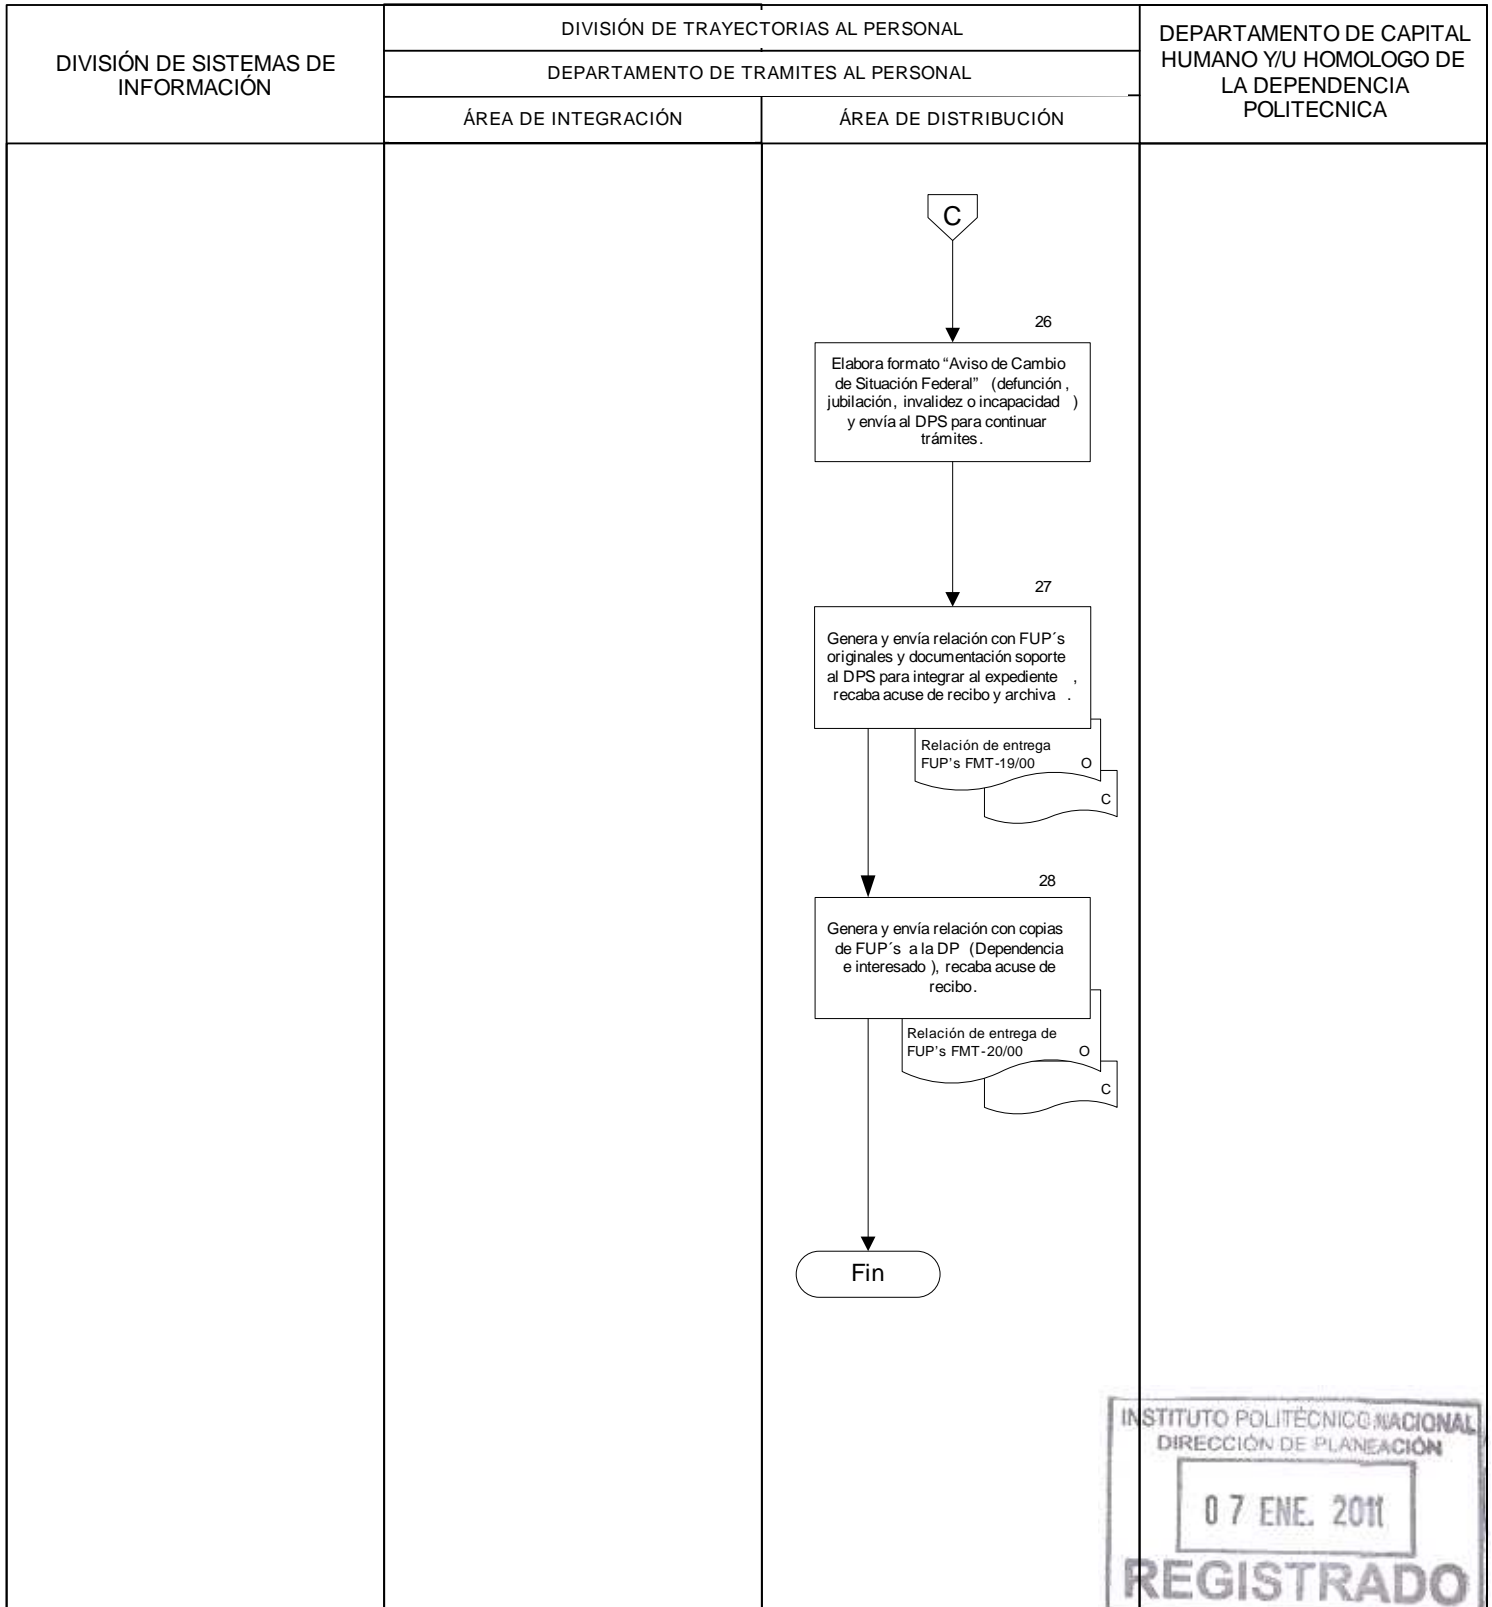 DIVISIÓN DE SISTEMAS DE
INFORMACIÓN
DIVISIÓN DE TRAYECTORIAS AL PERSONAL
DEPARTAMENTO DE TRAMITES AL PERSONAL
ÁREA DE INTEGRACIÓN
ÁREA DE DISTRIBUCIÓN
DEPARTAMENTO DE CAPITAL
HUMANO Y/U HOMOLOGO DE
LA DEPENDENCIA
POLITECNICA
C
26
Elabora formato “Aviso de Cambio
de Situación Federal” (defunción,
jubilación, invalidez o incapacidad )
y envía al DPS para continuar
trámites.
27
Genera y envía relación con FUP´s
originales y documentación soporte
al DPS para integrar al expediente ,
recaba acuse de recibo y archiva .
Relación de entrega
FUP’s FMT-19/00 O
C
28
Genera y envía relación con copias
de FUP´s a la DP (Dependencia
e interesado ), recaba acuse de
recibo.
Relación de entrega de
FUP’s FMT-20/00 O
C
Fin
INSTITUTO POLITÉCNICO NACIONAL
DIRECCIÓN DE PLANEACIÓN
07 ENE. 2011
REGISTRADO